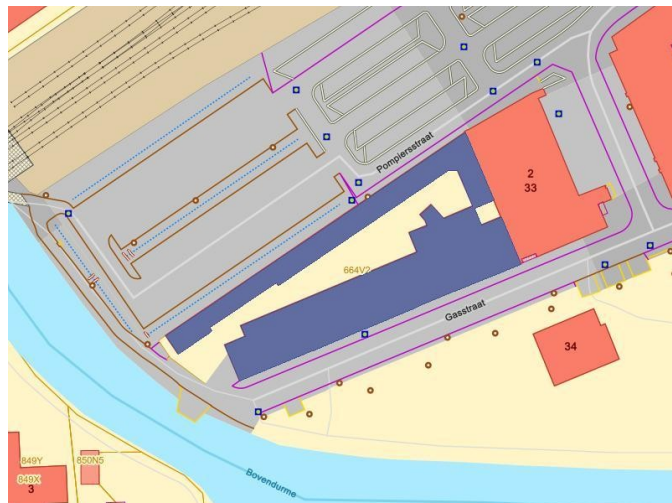 Pompiersstraat
2
33
664V2
Gasstraat
34
849Y
850N5
849X
3
Bovendurme